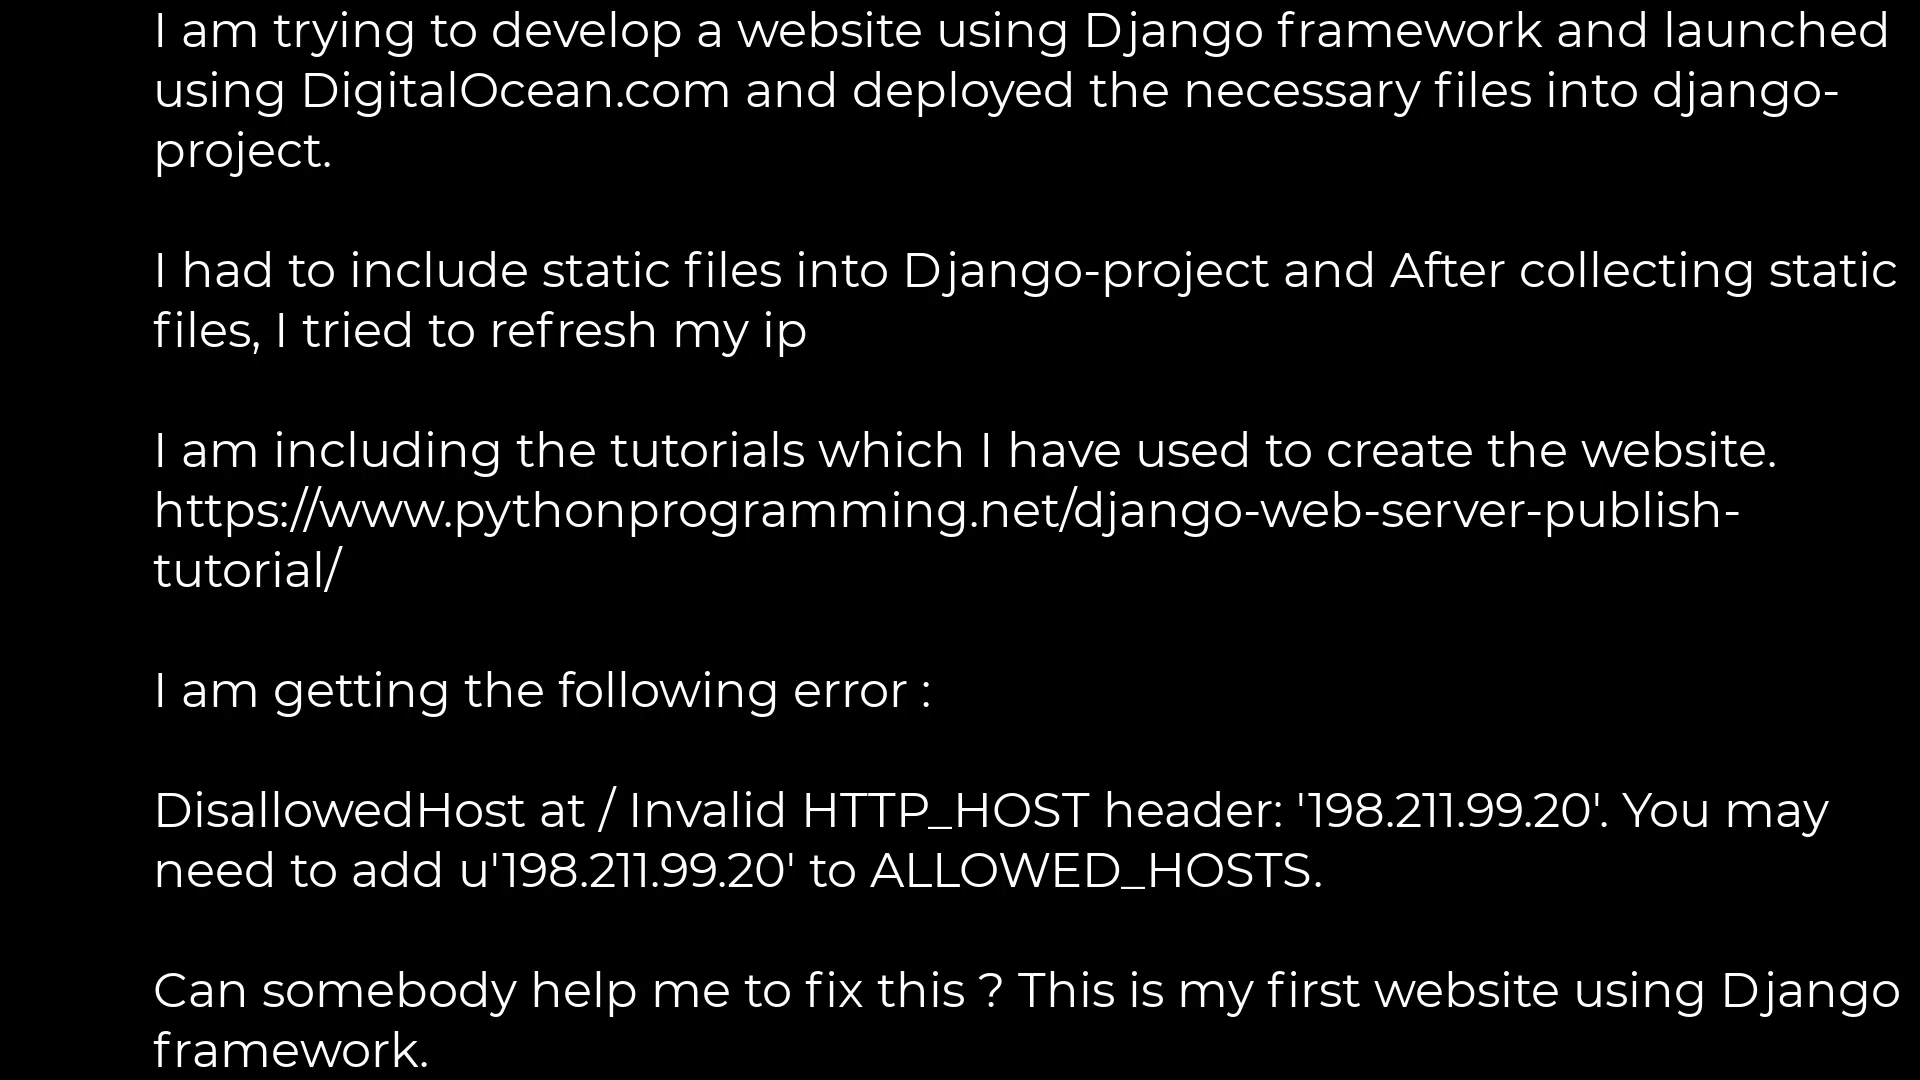 I am trying to develop a website using Django framework and launched
using DigitalOcean.com and deployed the necessary files into django-
project.
I had to include static files into Django-project and After collecting static
files, I tried to refresh my ip
I am including the tutorials which I have used to create the website.
https://www.pythonprogramming.net/django-web-server-publish-
tutorial/
I am getting the following error :
DisallowedHost at / Invalid HTTP_HOST header: '198.211.99.20'. You may
need to add u'198.211.99.20' to ALLOWED_HOSTS.
Can somebody help me to fix this ? This is my first website using Django
framework.